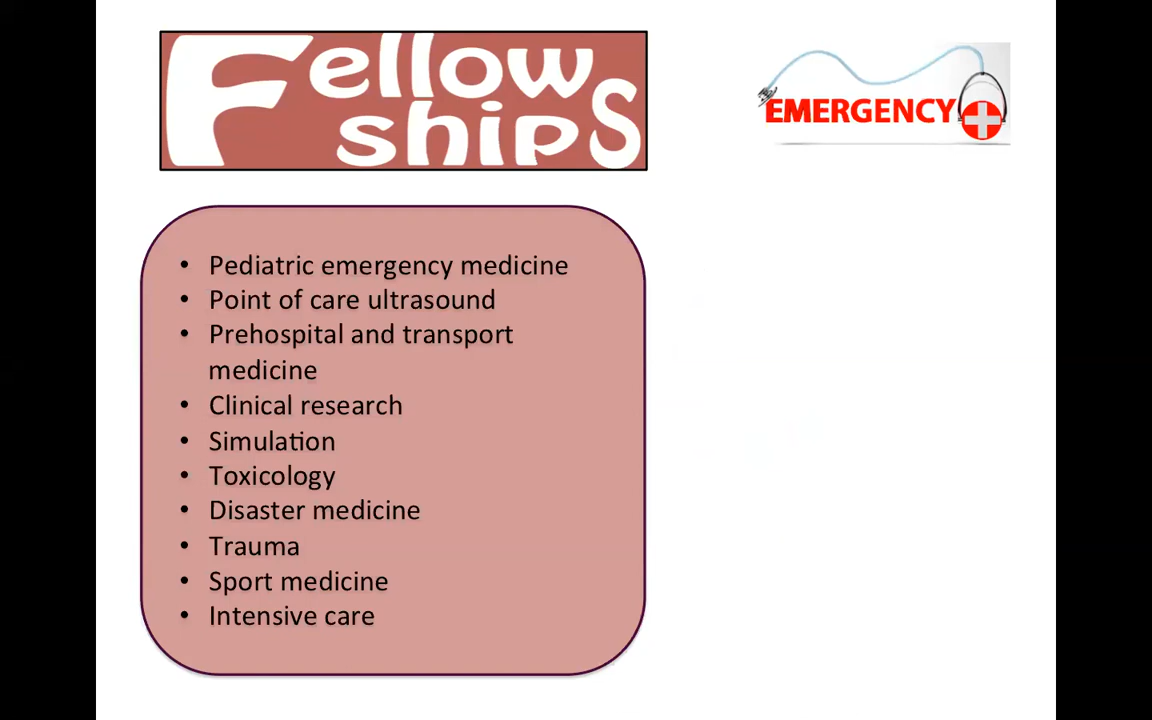 Fellow
ships
EMERGENCY
• Pediatric emergency medicine
• Point of care ultrasound
• Prehospital and transport
medicine
• Clinical research
• Simulation
• Toxicology
• Disaster medicine
• Trauma
• Sport medicine
• Intensive care